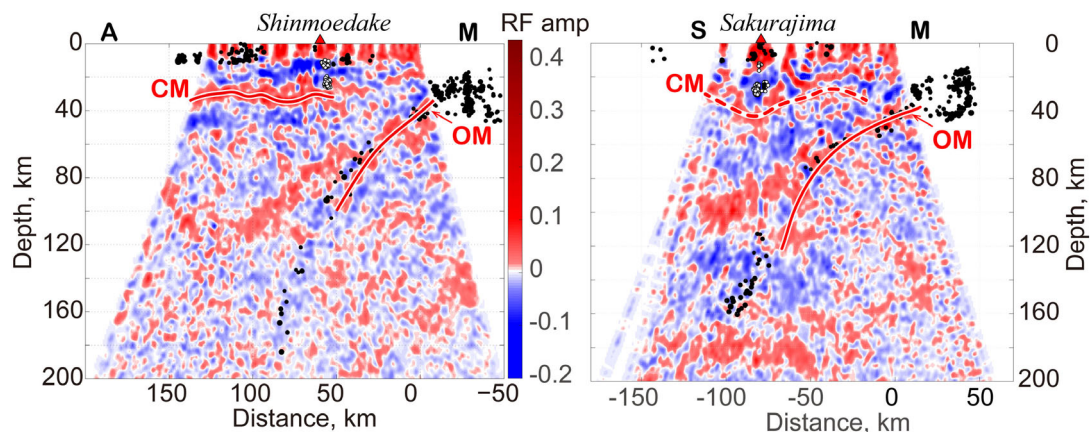 A
Shinmoedake
M
RF amp
S
Sakurajima
M
0
40
80
120
160
200
Depth, km
CM
OM
150
100
50
0
−50
Distance, km
0.4
0.3
0.2
0.1
0
-0.1
-0.2
CM
OM
-150
-100
-50
0
50
Distance, km
0
40
80
120
160
200
Depth, km